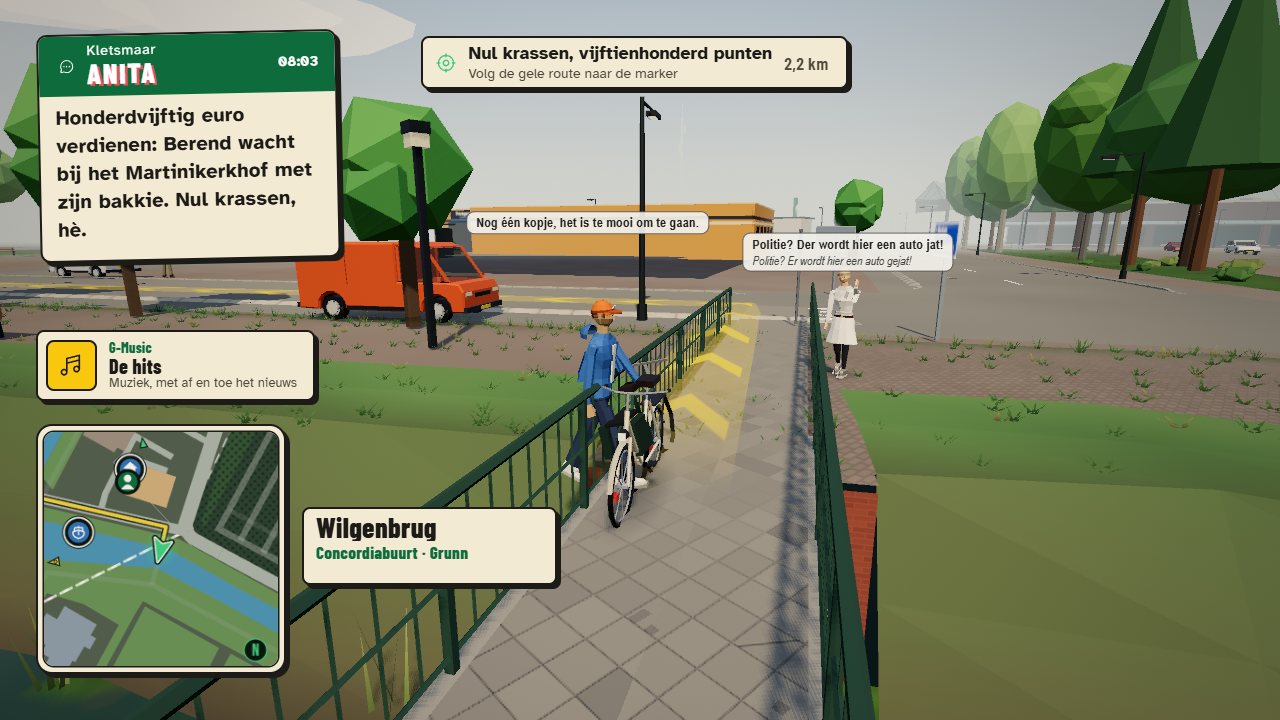 Kletsmaar
ANITA
08:03
Honderdvijftig euro
verdienen: Berend wacht
bij het Martinikerkhof met
zijn bakkie. Nul krassen,
hè.
Nul krassen, vijftienhonderd punten
Volg de gele route naar de marker
2,2 km
Nog één kopje, het is te mooi om te gaan.
Politie? Der wordt hier een auto jat!
Politie? Er wordt hier een auto gejat!
G-Music
De hits
Muziek, met af en toe het nieuws
Wilgenbrug
Concordiabuurt · Grunn
N